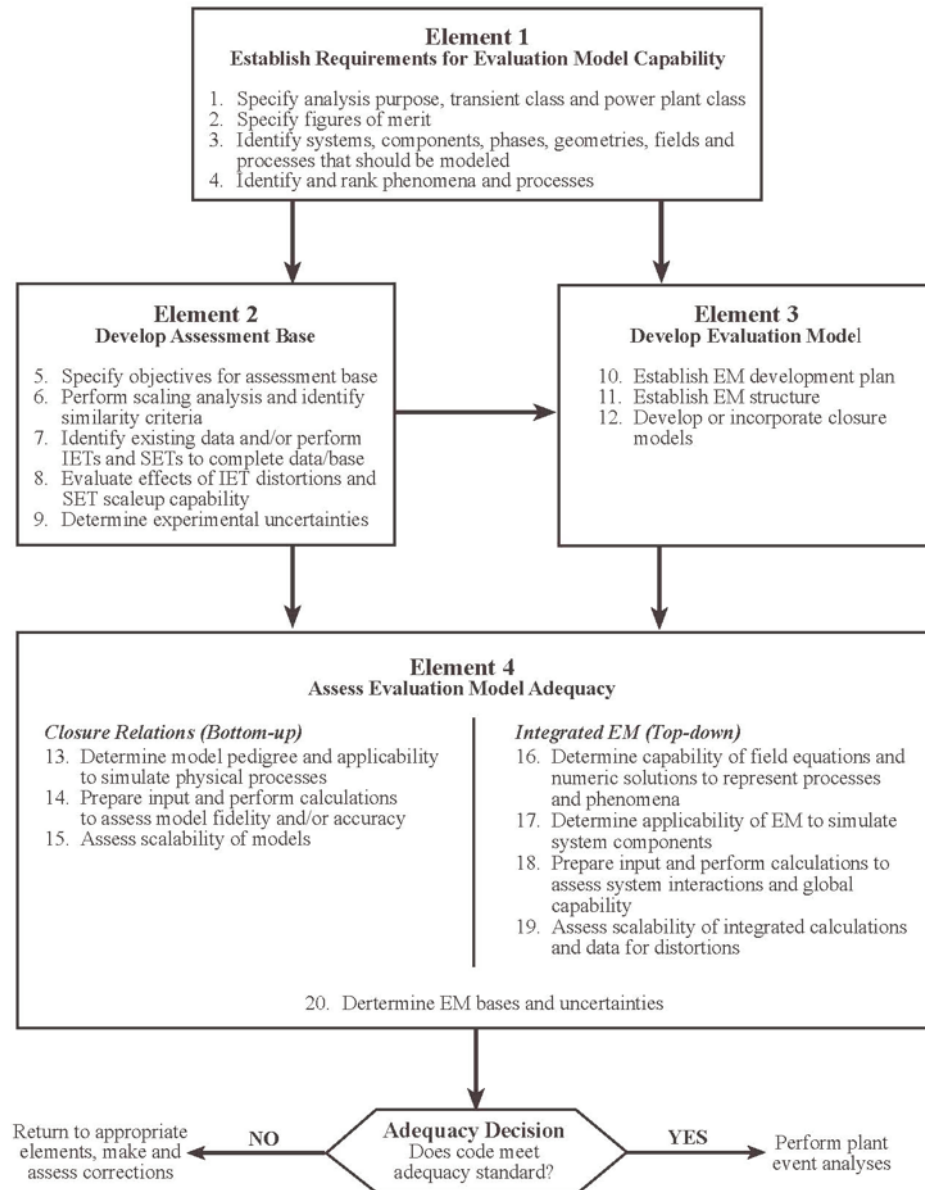 Element 1
Establish Requirements for Evaluation Model Capability
1. Specify analysis purpose, transient class and power plant class
2. Specify figures of merit
3. Identify systems, components, phases, geometries, fields and
processes that should be modeled
4. Identify and rank phenomena and processes
Element 2
Develop Assessment Base
5. Specify objectives for assessment base
6. Perform scaling analysis and identify
similarity criteria
7. Identify existing data and/or perform
IETs and SETs to complete data/base
8. Evaluate effects of IET distortions and
SET scaleup capability
9. Determine experimental uncertainties
Element 3
Develop Evaluation Model
10. Establish EM development plan
11. Establish EM structure
12. Develop or incorporate closure
models
Element 4
Assess Evaluation Model Adequacy
Closure Relations (Bottom-up)
13. Determine model pedigree and applicability
to simulate physical processes
14. Prepare input and perform calculations
to assess model fidelity and/or accuracy
15. Assess scalability of models
Integrated EM (Top-down)
16. Determine capability of field equations and
numeric solutions to represent processes
and phenomena
17. Determine applicability of EM to simulate
system components
18. Prepare input and perform calculations to
assess system interactions and global
capability
19. Assess scalability of integrated calculations
and data for distortions
20. Dertermine EM bases and uncertainties
Adequacy Decision
Does code meet
adequacy standard?
NO
Return to appropriate
elements, make and
assess corrections
YES
Perform plant
event analyses